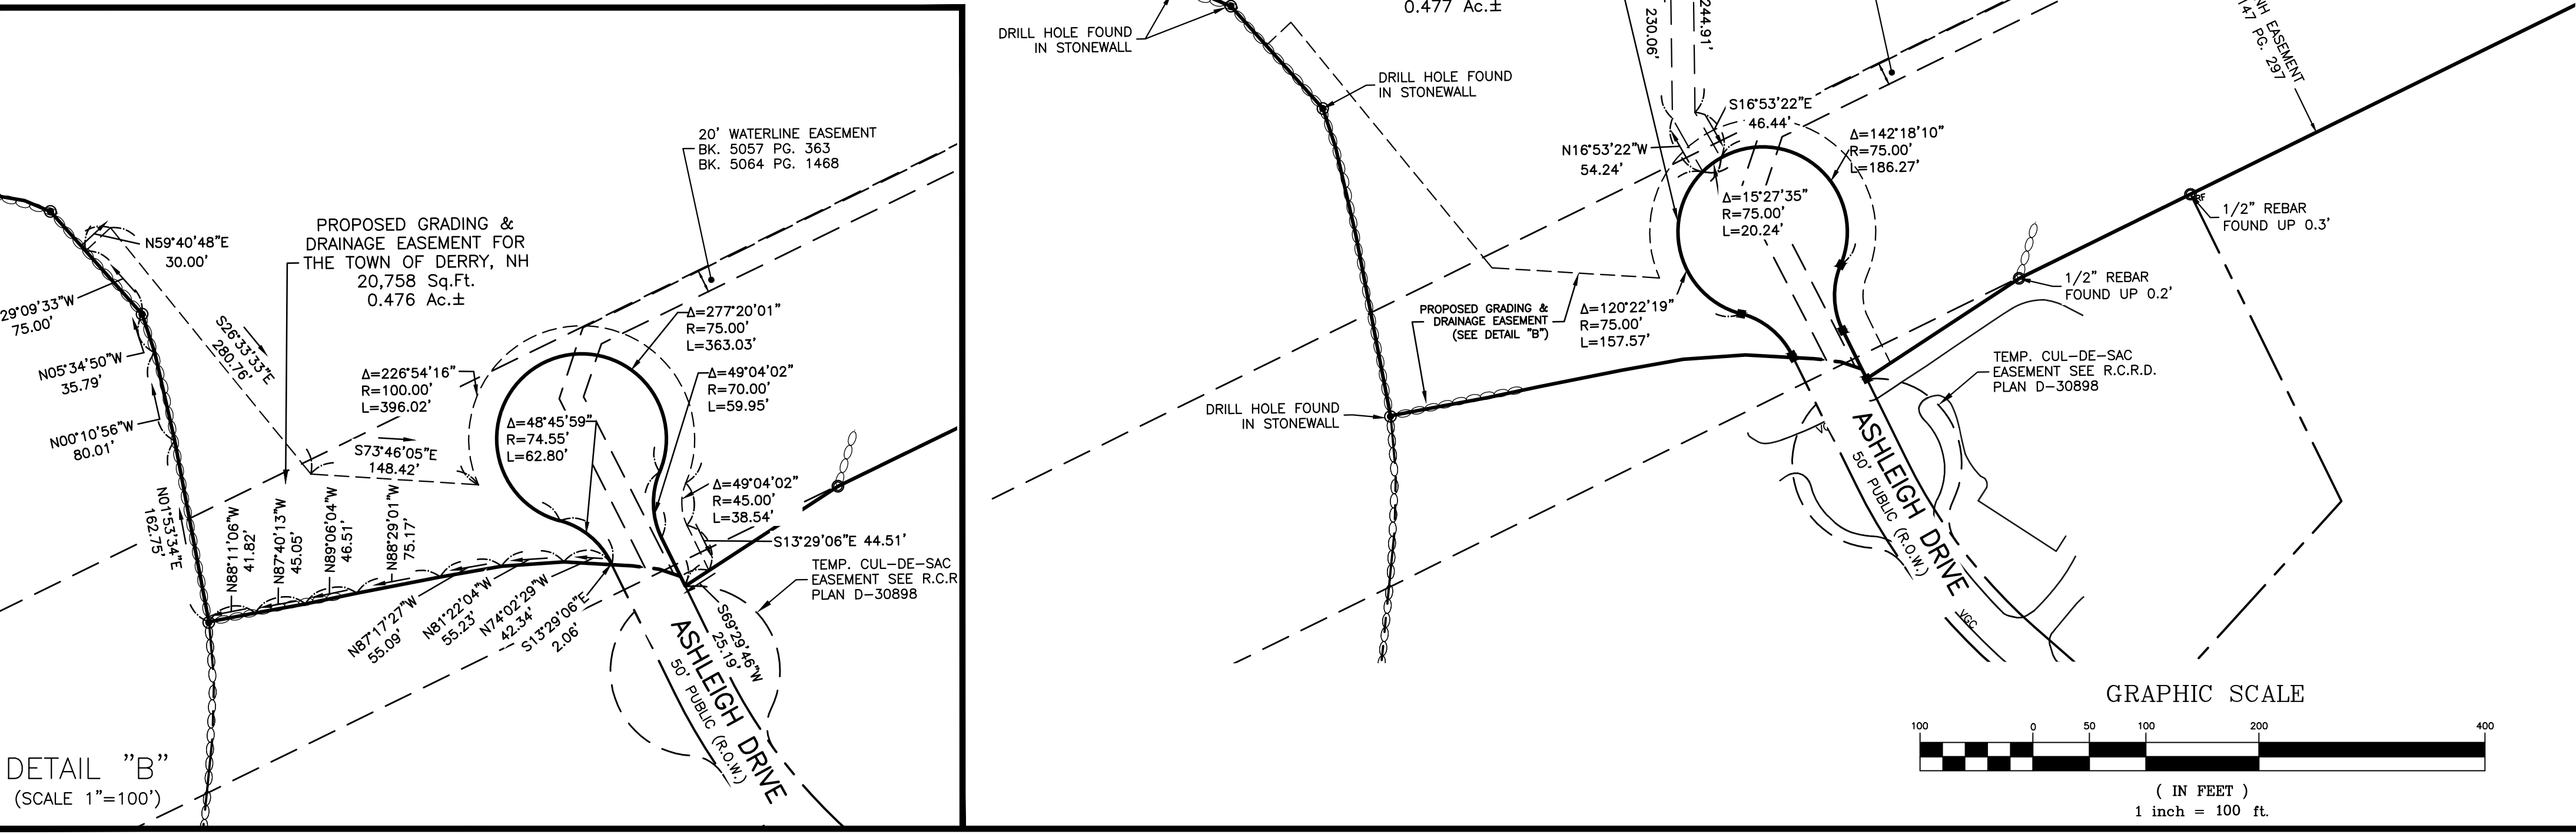 N59°40'48"E
30.00'
29°09'33"W
75.00'
N05°34'50"W
35.79'
N00°10'56"W
80.01'
N01°53'34"E
162.75'
S26°33'33"E
280.76'
PROPOSED GRADING &
DRAINAGE EASEMENT FOR
THE TOWN OF DERRY, NH
20,758 Sq.Ft.
0.476 Ac.±
20' WATERLINE EASEMENT
BK. 5057 PG. 363
BK. 5064 PG. 1468
Δ=277°20'01"
R=75.00'
L=363.03'
Δ=226°54'16"
R=100.00'
L=396.02'
Δ=49°04'02"
R=70.00'
L=59.95'
Δ=48°45'59"
R=74.55'
L=62.80'
S73°46'05"E
148.42'
Δ=49°04'02"
R=45.00'
L=38.54'
S13°29'06"E 44.51'
N88°11'06"W
41.82'
N87°40'13"W
45.05'
N89°06'04"W
46.51'
N88°29'01"W
75.17'
N87°17'27"W
55.09'
N81°22'04"W
55.23'
N74°02'29"W
42.34'
S13°29'06"E
2.06'
S69°29'46"W
25.19'
TEMP. CUL-DE-SAC
EASEMENT SEE R.C.R
PLAN D-30898
ASHLEIGH DRIVE
50' PUBLIC (R.O.W.)
DETAIL "B"
(SCALE 1"=100')
DRILL HOLE FOUND
IN STONEWALL
0.477 Ac.±
DRILL HOLE FOUND
IN STONEWALL
230.06'
244.91'
S16°53'22"E
46.44'
N16°53'22"W
54.24'
Δ=142°18'10"
R=75.00'
L=186.27'
Δ=15°27'35"
R=75.00'
L=20.24'
NH EASEMENT
147 PG. 297
1/2" REBAR
FOUND UP 0.3'
RF
1/2" REBAR
FOUND UP 0.2'
PROPOSED GRADING &
DRAINAGE EASEMENT
(SEE DETAIL "B")
Δ=120°22'19"
R=75.00'
L=157.57'
TEMP. CUL-DE-SAC
EASEMENT SEE R.C.R.D.
PLAN D-30898
DRILL HOLE FOUND
IN STONEWALL
ASHLEIGH DRIVE
50' PUBLIC (R.O.W.)
VGC
GRAPHIC SCALE
100 0 50 100 200 400
( IN FEET )
1 inch = 100 ft.